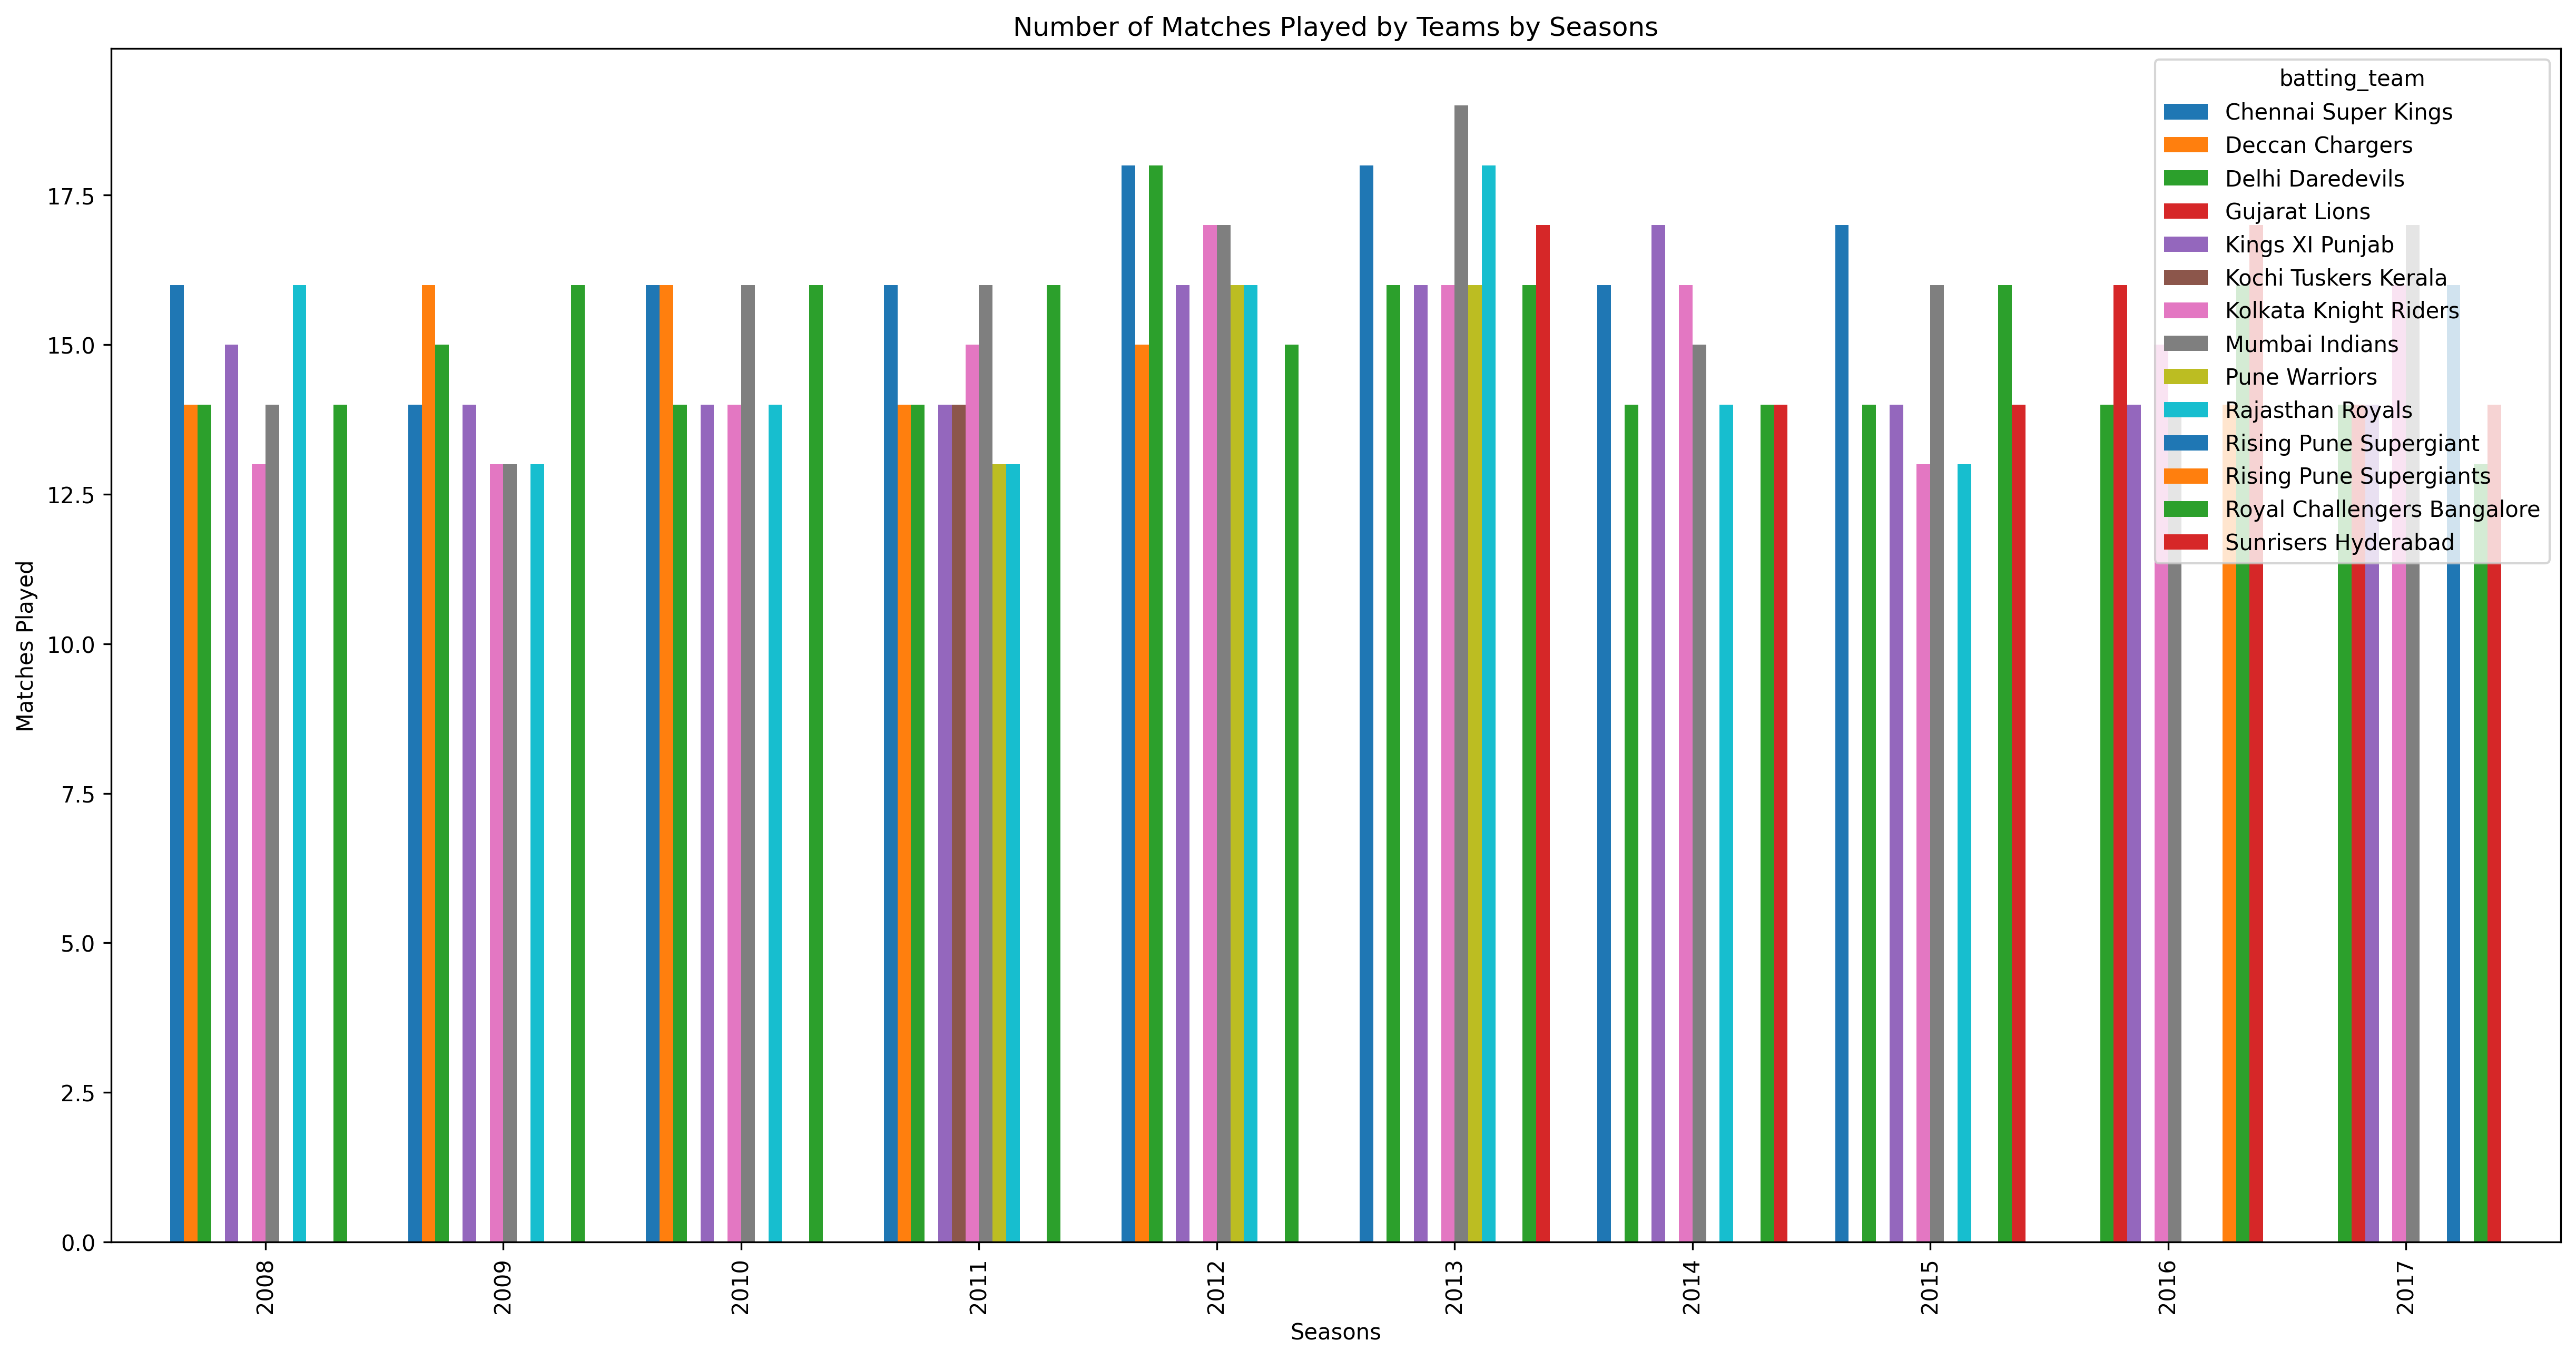 Number of Matches Played by Teams by Seasons
batting_team
Chennai Super Kings
Deccan Chargers
Delhi Daredevils
Gujarat Lions
Kings XI Punjab
Kochi Tuskers Kerala
Kolkata Knight Riders
Mumbai Indians
Pune Warriors
Rajasthan Royals
Rising Pune Supergiant
Rising Pune Supergiants
Royal Challengers Bangalore
Sunrisers Hyderabad
Matches Played
17.5
15.0
12.5
10.0
7.5
5.0
2.5
0.0
2008 2009 2010 2011 2012 2013 2014 2015 2016 2017
Seasons